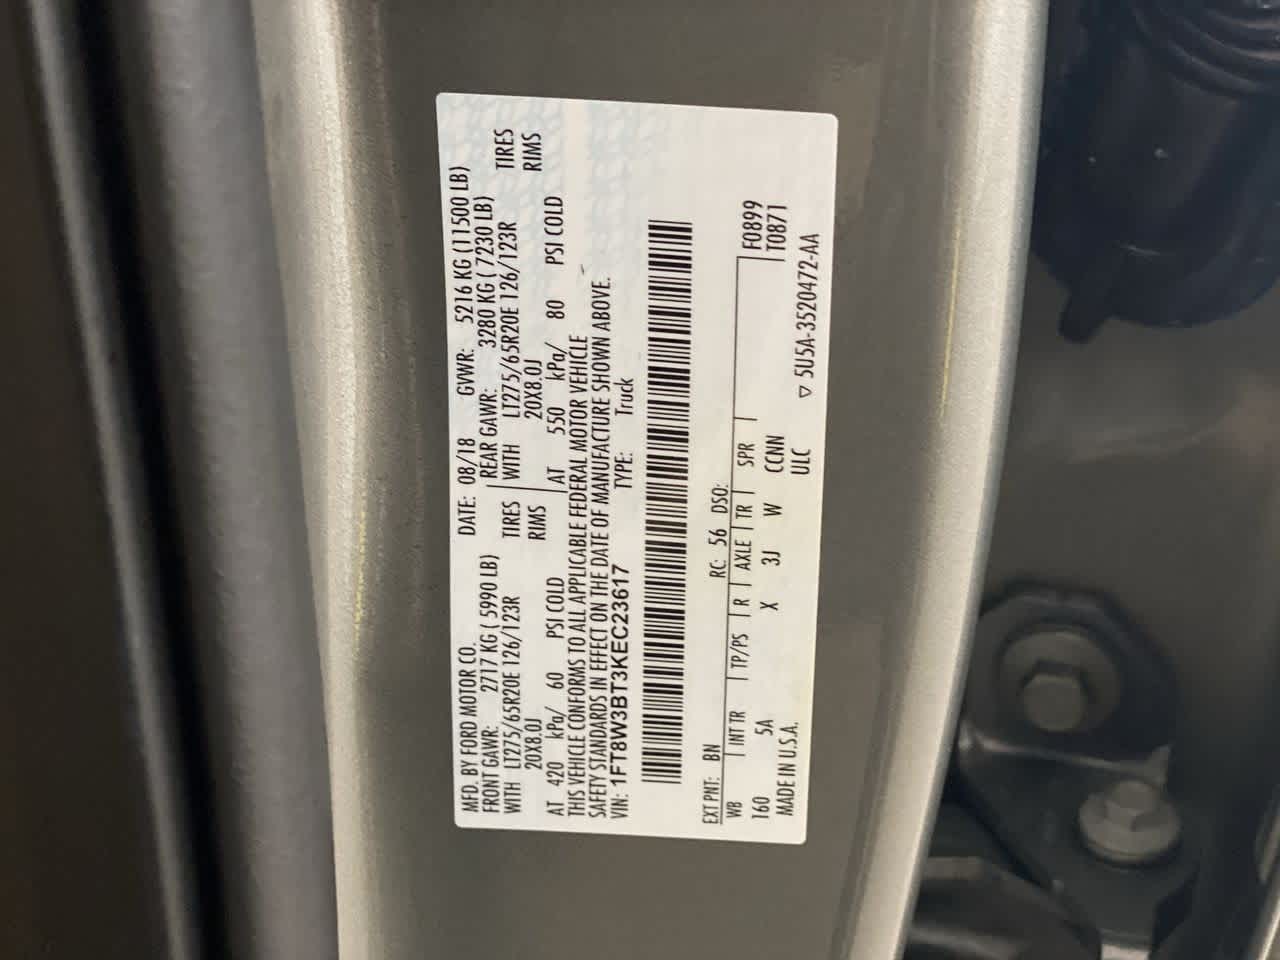 MFD. BY FORD MOTOR CO. DATE: 08/18 GVWR: 5216 KG (11500 LB)
FRONT GAWR: 2717 KG ( 5990 LB) REAR GAWR: 3280 KG ( 7230 LB)
WITH LT275/65R20E 126/123R TIRES WITH LT275/65R20E 126/123R TIRES
20X8.0J RIMS 20X8.0J RIMS
AT 420 kPa/ 60 PSI COLD AT 550 kPa/ 80 PSI COLD
THIS VEHICLE CONFORMS TO ALL APPLICABLE FEDERAL MOTOR VEHICLE
SAFETY STANDARDS IN EFFECT ON THE DATE OF MANUFACTURE SHOWN ABOVE.
VIN: 1FT8W3BT3KEC23617 TYPE: Truck
EXT PNT: BN RC: 56 DSO:
WB INT TR TP/PS R AXLE TR SPR F0899
160 5A X 3J W CCNN T0871
MADE IN U.S.A. ULC ▽ 5U5A-3520472-AA